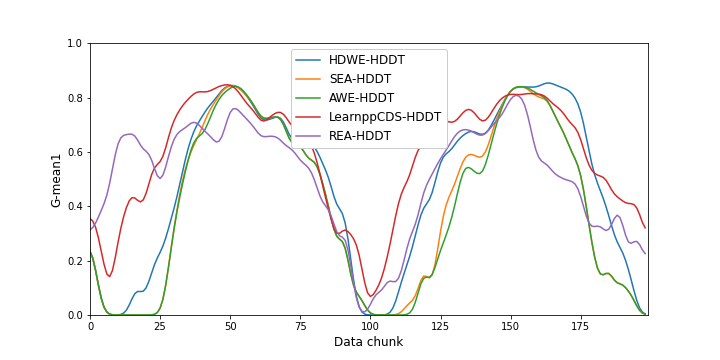 1.0
0.8
0.6
0.4
0.2
0.0
G-mean1
HDWE-HDDT
SEA-HDDT
AWE-HDDT
LearnppCDS-HDDT
REA-HDDT
0 25 50 75 100 125 150 175
Data chunk